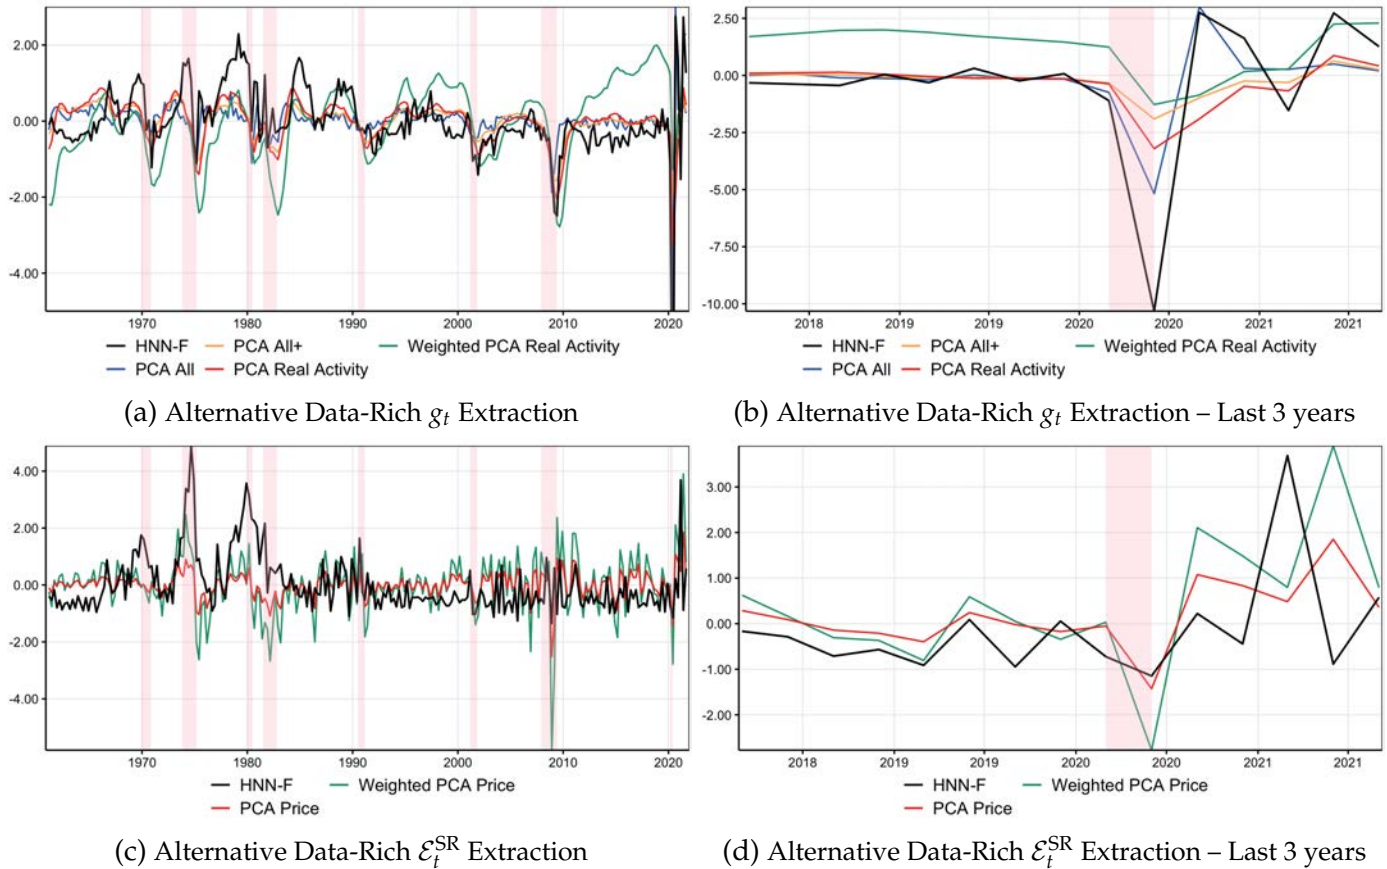 2.00
0.00
-2.00
-4.00
1970 1980 1990 2000 2010 2020
HNN-F PCA All+ Weighted PCA Real Activity
PCA All PCA Real Activity
(a) Alternative Data-Rich gₜ Extraction
2.50
0.00
-2.50
-5.00
-7.50
-10.00
2018 2019 2019 2020 2020 2021 2021
HNN-F PCA All+ Weighted PCA Real Activity
PCA All PCA Real Activity
(b) Alternative Data-Rich gₜ Extraction – Last 3 years
4.00
2.00
0.00
-2.00
-4.00
1970 1980 1990 2000 2010 2020
HNN-F Weighted PCA Price
PCA Price
(c) Alternative Data-Rich ℰₜ^SR Extraction
3.00
2.00
1.00
0.00
-1.00
-2.00
2018 2019 2019 2020 2020 2021 2021
HNN-F Weighted PCA Price
PCA Price
(d) Alternative Data-Rich ℰₜ^SR Extraction – Last 3 years